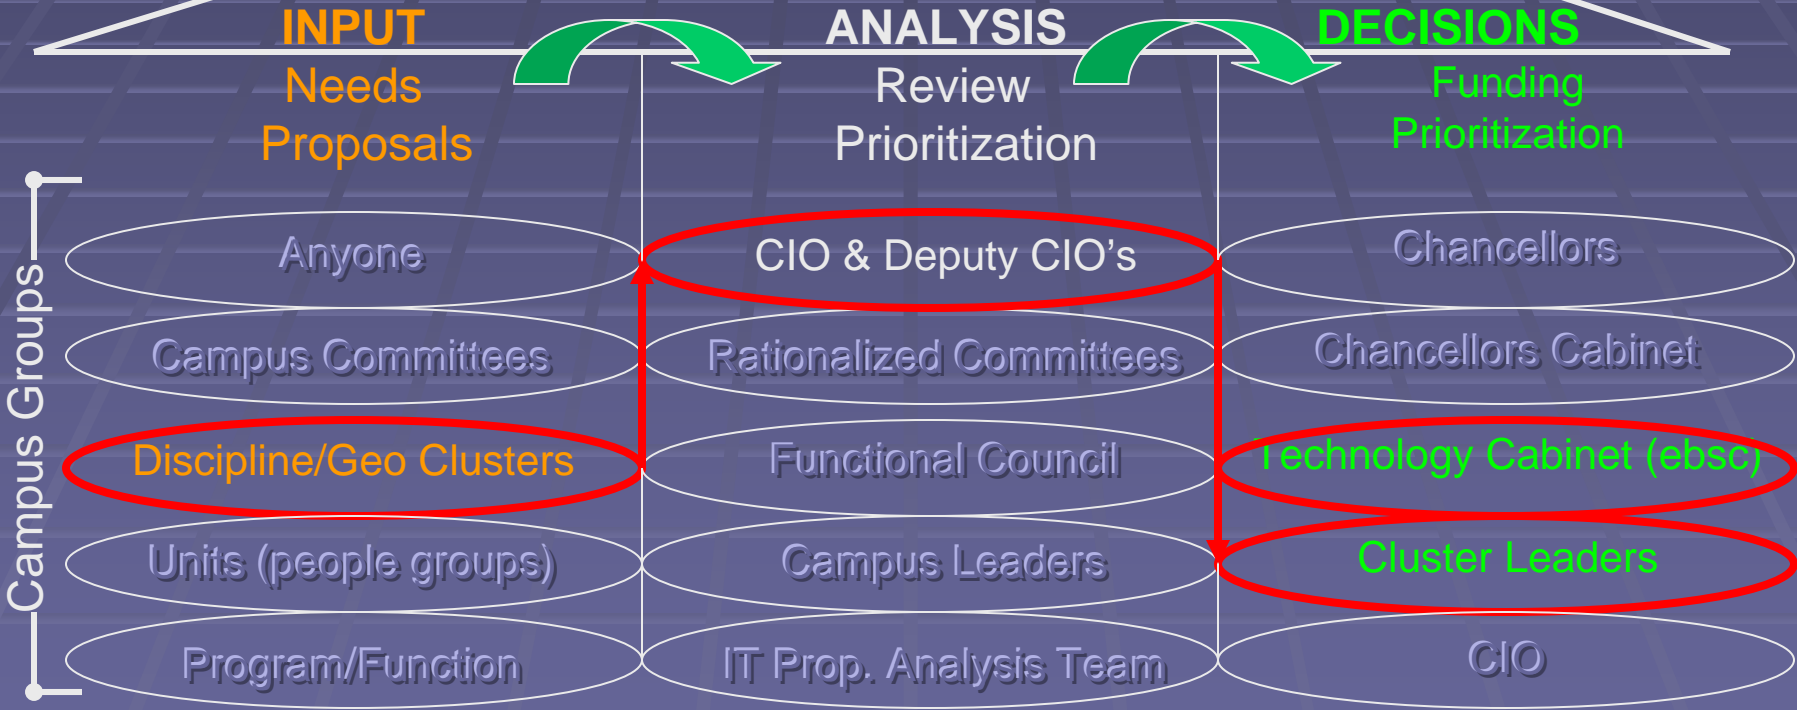 INPUT
Needs
Proposals
ANALYSIS
Review
Prioritization
DECISIONS
Funding
Prioritization
Campus Groups
Anyone
CIO & Deputy CIO's
Chancellors
Campus Committees
Rationalized Committees
Chancellors Cabinet
Discipline/Geo Clusters
Functional Council
Technology Cabinet (ebsc)
Units (people groups)
Campus Leaders
Cluster Leaders
Program/Function
IT Prop. Analysis Team
CIO